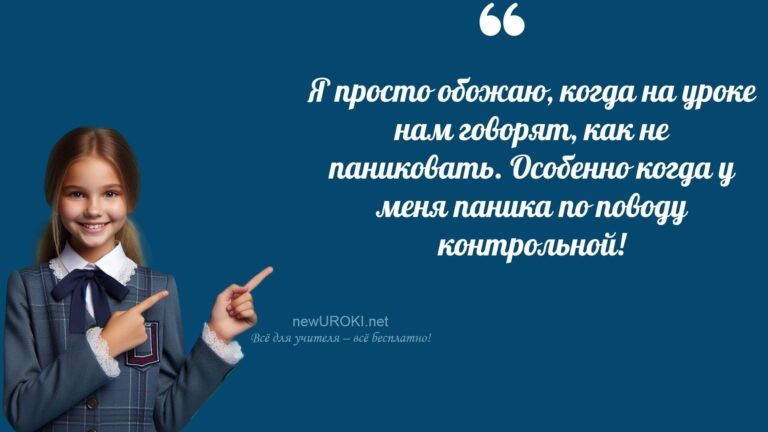 ❝
Я просто обожаю, когда на уроке
нам говорят, как не
паниковать. Особенно когда у
меня паника по поводу
контрольной!
newUROKI.net
Всё для учителя – всё бесплатно!